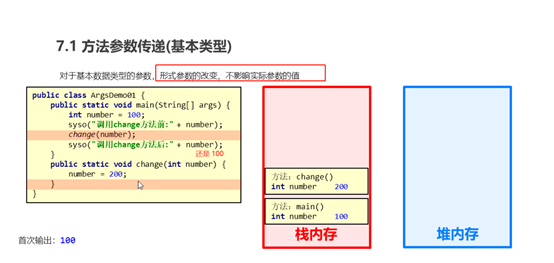 7.1 方法参数传递(基本类型)
对于基本数据类型的参数，形式参数的改变，不影响实际参数的值
public class ArgsDemo01 {
public static void main(String[] args) {
int number = 100;
syso("调用change方法前:" + number);
change(number);
syso("调用change方法后:" + number);
} 还是 100
public static void change(int number) {
number = 200;
}
}
首次输出：100
方法：change()
int number 200
方法：main()
int number 100
栈内存
堆内存